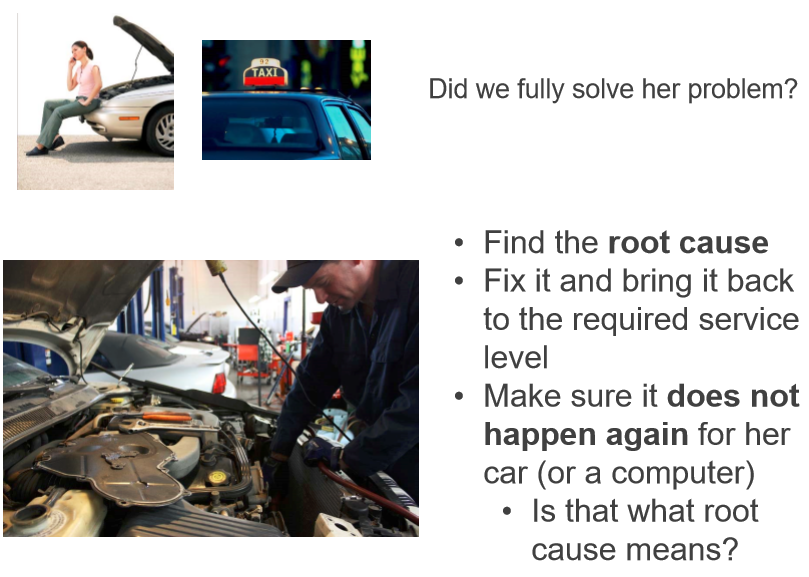 97
TAXI
Did we fully solve her problem?
• Find the root cause
• Fix it and bring it back
to the required service
level
• Make sure it does not
happen again for her
car (or a computer)
• Is that what root
cause means?